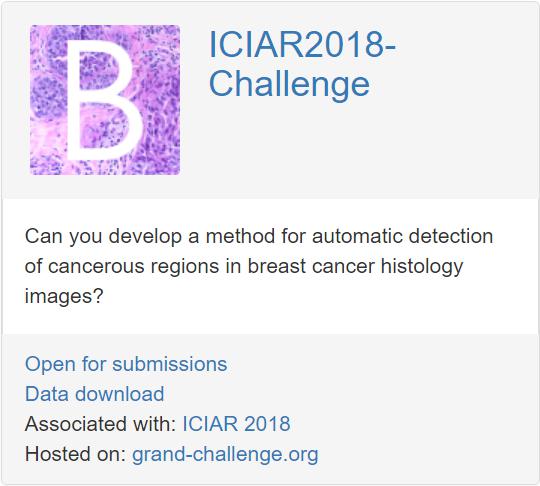 B
ICIAR2018-
Challenge
Can you develop a method for automatic detection
of cancerous regions in breast cancer histology
images?
Open for submissions
Data download
Associated with: ICIAR 2018
Hosted on: grand-challenge.org